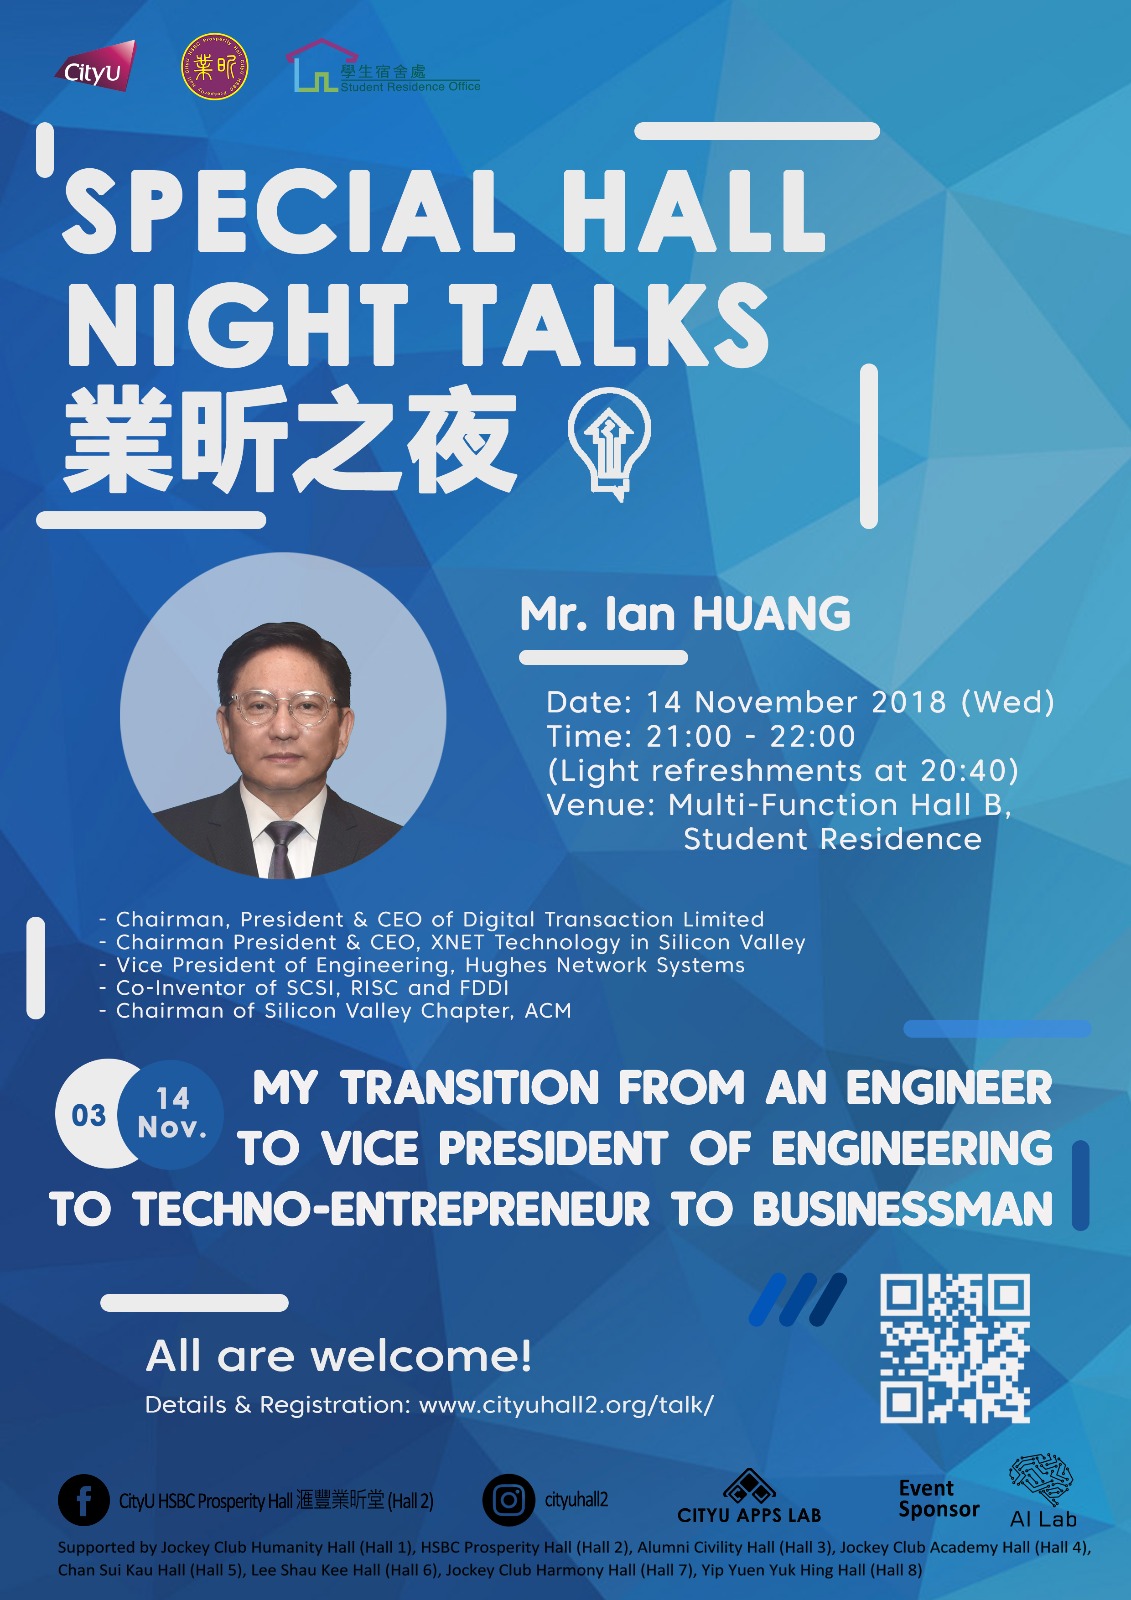 CityU
業昕
學生宿舍處
Student Residence Office
SPECIAL HALL
NIGHT TALKS
業昕之夜
Mr. Ian HUANG
Date: 14 November 2018 (Wed)
Time: 21:00 - 22:00
(Light refreshments at 20:40)
Venue: Multi-Function Hall B,
Student Residence
- Chairman, President & CEO of Digital Transaction Limited
- Chairman President & CEO, XNET Technology in Silicon Valley
- Vice President of Engineering, Hughes Network Systems
- Co-Inventor of SCSI, RISC and FDDI
- Chairman of Silicon Valley Chapter, ACM
03
14
Nov.
MY TRANSITION FROM AN ENGINEER
TO VICE PRESIDENT OF ENGINEERING
TO TECHNO-ENTREPRENEUR TO BUSINESSMAN
All are welcome!
Details & Registration: www.cityuhall2.org/talk/
CityU HSBC Prosperity Hall 滙豐業昕堂 (Hall 2)
cityuhall2
CITYU APPS LAB
Event
Sponsor
AI Lab
Supported by Jockey Club Humanity Hall (Hall 1), HSBC Prosperity Hall (Hall 2), Alumni Civility Hall (Hall 3), Jockey Club Academy Hall (Hall 4),
Chan Sui Kau Hall (Hall 5), Lee Shau Kee Hall (Hall 6), Jockey Club Harmony Hall (Hall 7), Yip Yuen Yuk Hing Hall (Hall 8)